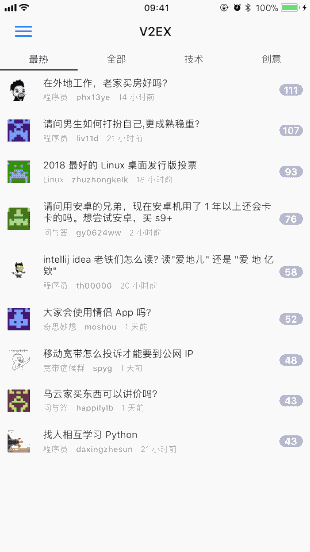 09:41
100%
V2EX
最热 全部 技术 创意
在外地工作，老家买房好吗？
程序员 phx13ye 14 小时前
111
请问男生如何打扮自己,更成熟稳重？
程序员 liv11d 21 小时前
107
2018 最好的 Linux 桌面发行版投票
Linux zhuzhongkeik 18 小时前
93
请问用安卓的兄弟，现在安卓机用了 1 年以上还会卡
卡的吗。想尝试安卓，买 s9+
问与答 gy0624ww 2 小时前
76
intellij idea 老铁们怎么读? 读"爱地儿" 还是 "爱 地 亿
欸"
程序员 th00000 20 小时前
58
大家会使用情侣 App 吗？
奇思妙想 moshou 1 天前
52
移动宽带怎么投诉才能要到公网 IP
宽带症候群 spyg 1 天前
48
马云家买东西可以讲价吗？
问与答 happilylb 1 天前
43
找人相互学习 Python
程序员 daxingzhesun 21 小时前
43